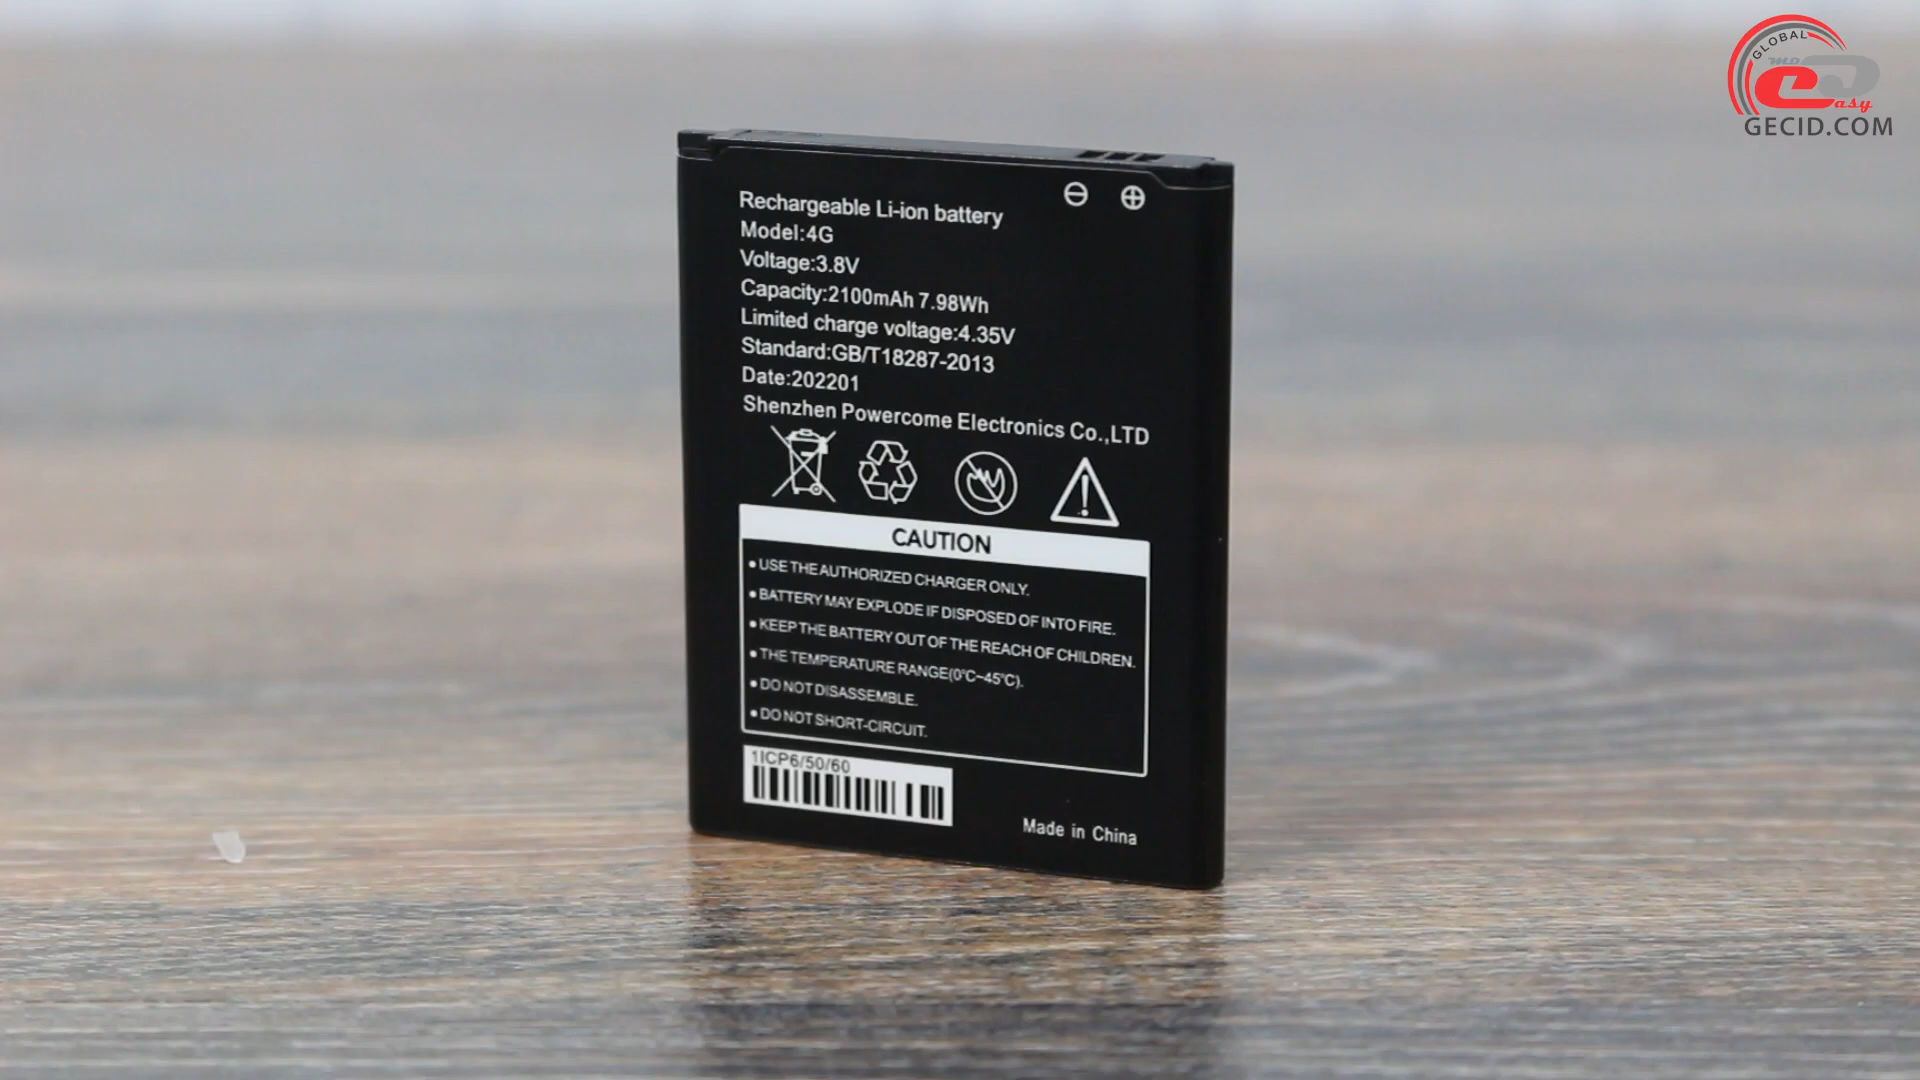 GLOBAL
easy
GECID.COM
Rechargeable Li-ion battery
Model:4G
Voltage:3.8V
Capacity:2100mAh 7.98Wh
Limited charge voltage:4.35V
Standard:GB/T18287-2013
Date:202201
Shenzhen Powercome Electronics Co.,LTD
CAUTION
• USE THE AUTHORIZED CHARGER ONLY.
• BATTERY MAY EXPLODE IF DISPOSED OF INTO FIRE.
• KEEP THE BATTERY OUT OF THE REACH OF CHILDREN.
• THE TEMPERATURE RANGE(0°C~45°C).
• DO NOT DISASSEMBLE.
• DO NOT SHORT-CIRCUIT.
1ICP6/50/60
Made in China